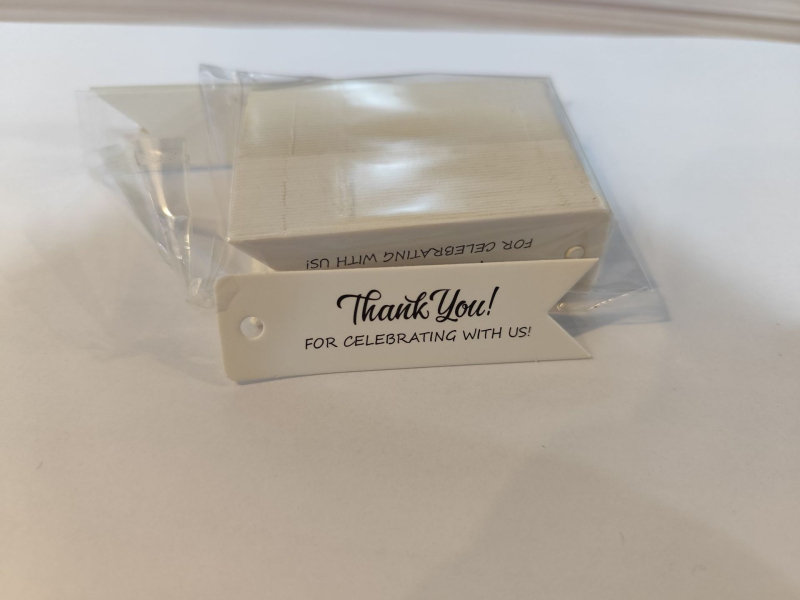 FOR CELEBRATING WITH US!
Thank You!
FOR CELEBRATING WITH US!